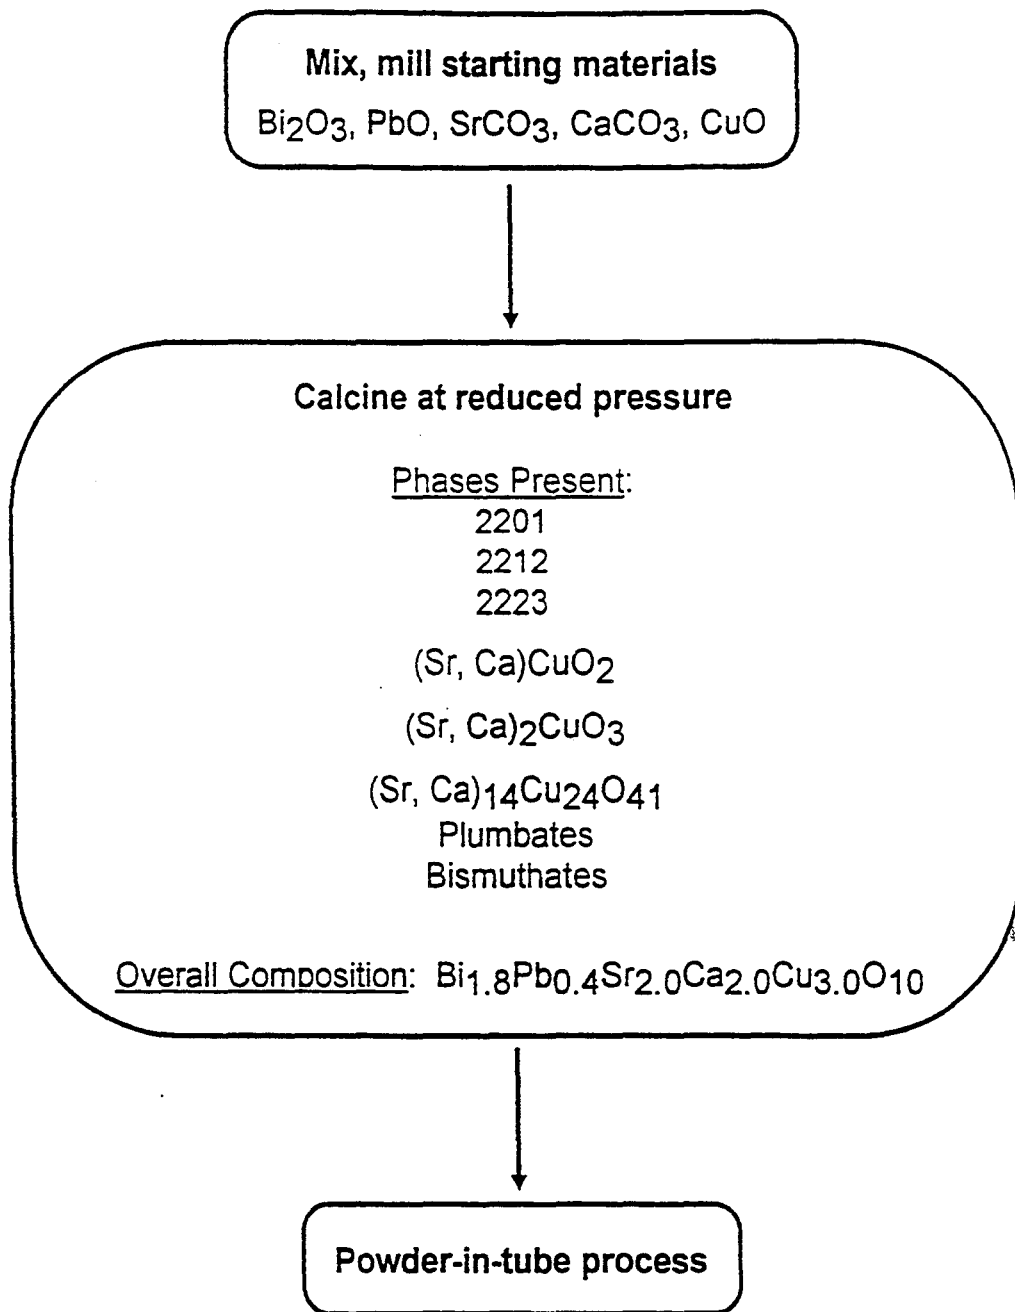 Mix, mill starting materials
Bi2O3, PbO, SrCO3, CaCO3, CuO
Calcine at reduced pressure
Phases Present:
2201
2212
2223
(Sr, Ca)CuO2
(Sr, Ca)2CuO3
(Sr, Ca)14Cu24O41
Plumbates
Bismuthates
Overall Composition: Bi1.8Pb0.4Sr2.0Ca2.0Cu3.0O10
Powder-in-tube process